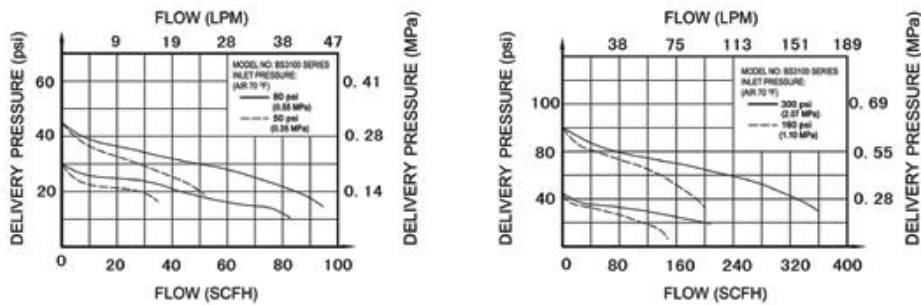 FLOW (LPM)
9 19 28 38 47
DELIVERY PRESSURE (psi)
60
40
20
MODEL NO: BS3100 SERIES
INLET PRESSURE:
(AIR 70 °F)
80 psi
(0.55 MPa)
50 psi
(0.35 MPa)
0.41
0.28
0.14
DELIVERY PRESSURE (MPa)
0 20 40 60 80 100
FLOW (SCFH)
FLOW (LPM)
38 75 113 151 189
DELIVERY PRESSURE (psi)
100
80
40
MODEL NO: BS3100 SERIES
INLET PRESSURE:
(AIR 70 °F)
300 psi
(2.07 MPa)
160 psi
(1.10 MPa)
0.69
0.55
0.28
DELIVERY PRESSURE (MPa)
0 80 160 240 320 400
FLOW (SCFH)